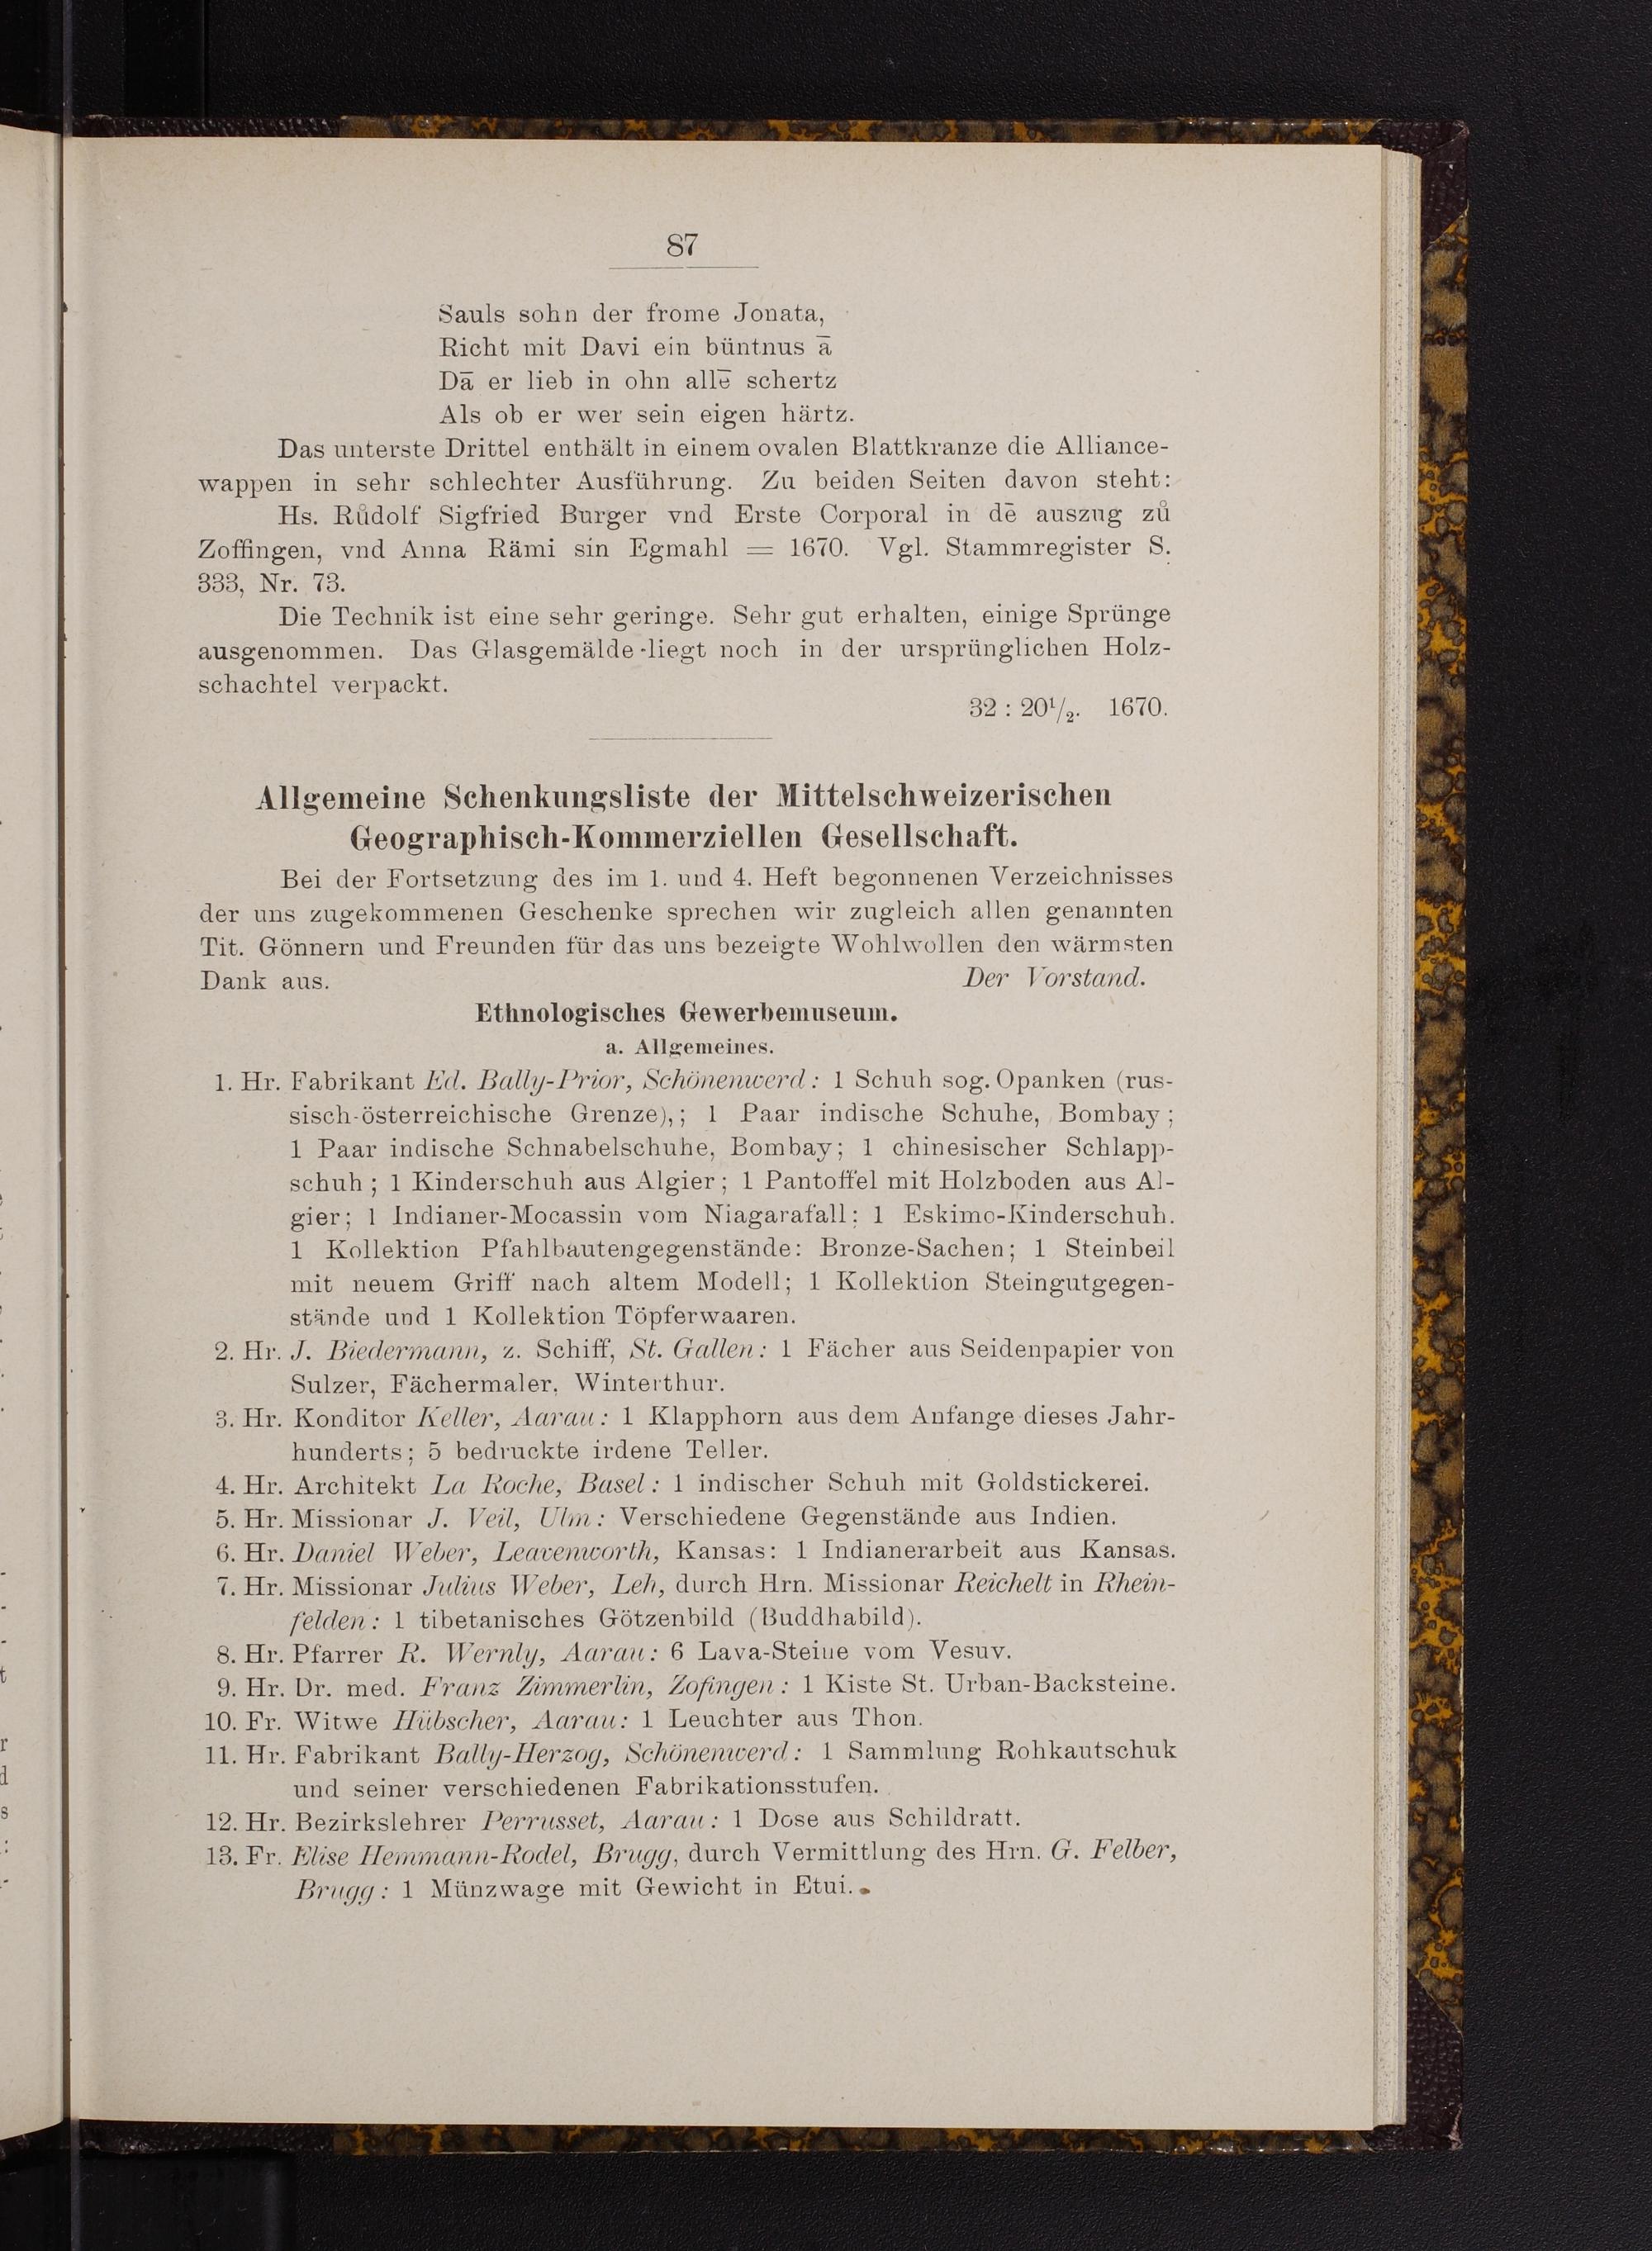 87
Sauls sohn der frome Jonata,
Richt mit Davi ein büntnus ā
Dā er lieb in ohn allē schertz
Als ob er wer sein eigen härtz.
Das unterste Drittel enthält in einem ovalen Blattkranze die Alliance-
wappen in sehr schlechter Ausführung. Zu beiden Seiten davon steht:
Hs. Růdolf Sigfried Burger vnd Erste Corporal in dē auszug zů
Zoffingen, vnd Anna Rämi sin Egmahl = 1670. Vgl. Stammregister S.
333, Nr. 73.
Die Technik ist eine sehr geringe. Sehr gut erhalten, einige Sprünge
ausgenommen. Das Glasgemälde liegt noch in der ursprünglichen Holz-
schachtel verpackt.
32 : 20¹/₂. 1670.
Allgemeine Schenkungsliste der Mittelschweizerischen
Geographisch-Kommerziellen Gesellschaft.
Bei der Fortsetzung des im 1. und 4. Heft begonnenen Verzeichnisses
der uns zugekommenen Geschenke sprechen wir zugleich allen genannten
Tit. Gönnern und Freunden für das uns bezeigte Wohlwollen den wärmsten
Dank aus. Der Vorstand.
Ethnologisches Gewerbemuseum.
a. Allgemeines.
1. Hr. Fabrikant Ed. Bally-Prior, Schönenwerd: 1 Schuh sog. Opanken (rus-
sisch-österreichische Grenze),; 1 Paar indische Schuhe, Bombay;
1 Paar indische Schnabelschuhe, Bombay; 1 chinesischer Schlapp-
schuh; 1 Kinderschuh aus Algier; 1 Pantoffel mit Holzboden aus Al-
gier; 1 Indianer-Mocassin vom Niagarafall; 1 Eskimo-Kinderschuh.
1 Kollektion Pfahlbautengegenstände: Bronze-Sachen; 1 Steinbeil
mit neuem Griff nach altem Modell; 1 Kollektion Steingutgegen-
stände und 1 Kollektion Töpferwaaren.
2. Hr. J. Biedermann, z. Schiff, St. Gallen: 1 Fächer aus Seidenpapier von
Sulzer, Fächermaler, Winterthur.
3. Hr. Konditor Keller, Aarau: 1 Klapphorn aus dem Anfange dieses Jahr-
hunderts; 5 bedruckte irdene Teller.
4. Hr. Architekt La Roche, Basel: 1 indischer Schuh mit Goldstickerei.
5. Hr. Missionar J. Veil, Ulm: Verschiedene Gegenstände aus Indien.
6. Hr. Daniel Weber, Leavenworth, Kansas: 1 Indianerarbeit aus Kansas.
7. Hr. Missionar Julius Weber, Leh, durch Hrn. Missionar Reichelt in Rhein-
felden: 1 tibetanisches Götzenbild (Buddhabild).
8. Hr. Pfarrer R. Wernly, Aarau: 6 Lava-Steine vom Vesuv.
9. Hr. Dr. med. Franz Zimmerlin, Zofingen: 1 Kiste St. Urban-Backsteine.
10. Fr. Witwe Hübscher, Aarau: 1 Leuchter aus Thon.
11. Hr. Fabrikant Bally-Herzog, Schönenwerd: 1 Sammlung Rohkautschuk
und seiner verschiedenen Fabrikationsstufen.
12. Hr. Bezirkslehrer Perrusset, Aarau: 1 Dose aus Schildratt.
13. Fr. Elise Hemmann-Rodel, Brugg, durch Vermittlung des Hrn. G. Felber,
Brugg: 1 Münzwage mit Gewicht in Etui.